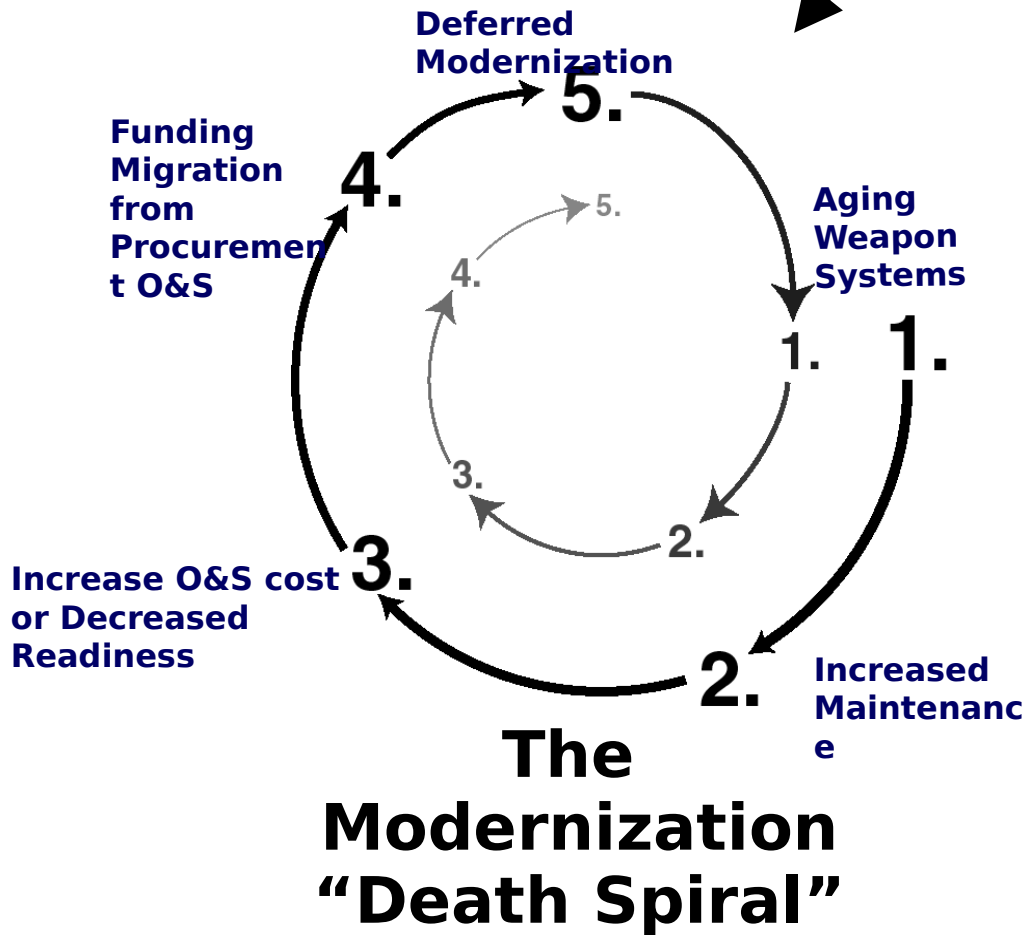 Deferred
Modernization
5.
Funding
Migration
from
Procuremen
t O&S
4.
Aging
Weapon
Systems
5.
4.
1.
1.
3.
2.
Increase O&S cost
or Decreased
Readiness
3.
2.
Increased
Maintenanc
e
The
Modernization
“Death Spiral”